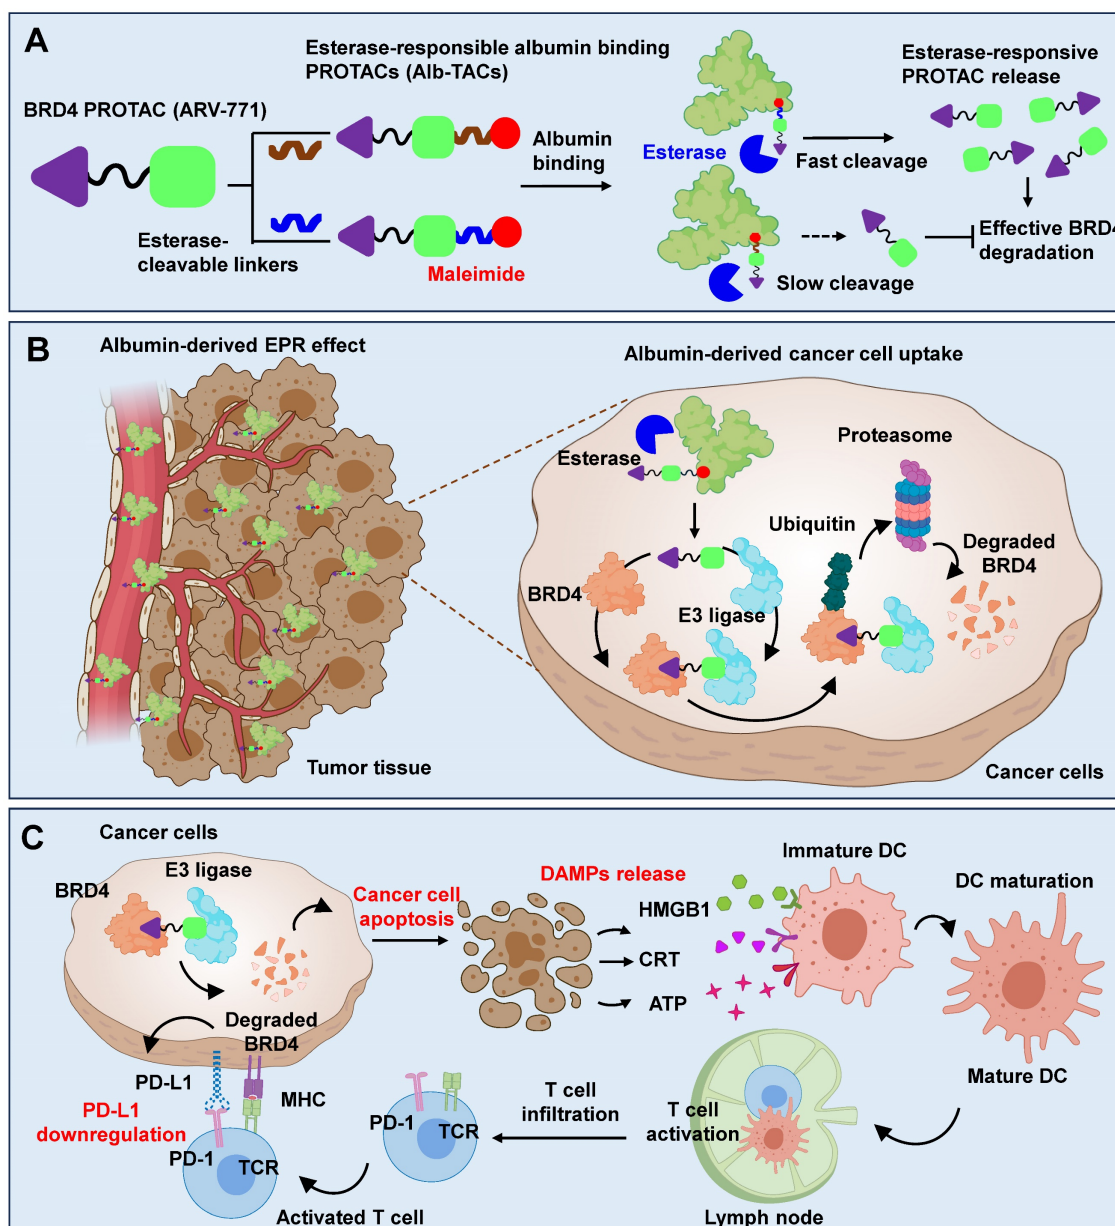 A
Esterase-responsible albumin binding
PROTACs (Alb-TACs)
BRD4 PROTAC (ARV-771)
Esterase-
cleavable linkers
Maleimide
Albumin
binding
Esterase
Fast cleavage
Slow cleavage
Esterase-responsive
PROTAC release
Effective BRD4
degradation
B
Albumin-derived EPR effect
Tumor tissue
Albumin-derived cancer cell uptake
Esterase
BRD4
E3 ligase
Ubiquitin
Proteasome
Degraded
BRD4
Cancer cells
C
Cancer cells
BRD4
E3 ligase
Degraded
BRD4
Cancer cell
apoptosis
DAMPs release
HMGB1
CRT
ATP
Immature DC
DC maturation
Mature DC
PD-L1
PD-L1
downregulation
MHC
PD-1
TCR
Activated T cell
PD-1
TCR
T cell
infiltration
T cell
activation
Lymph node